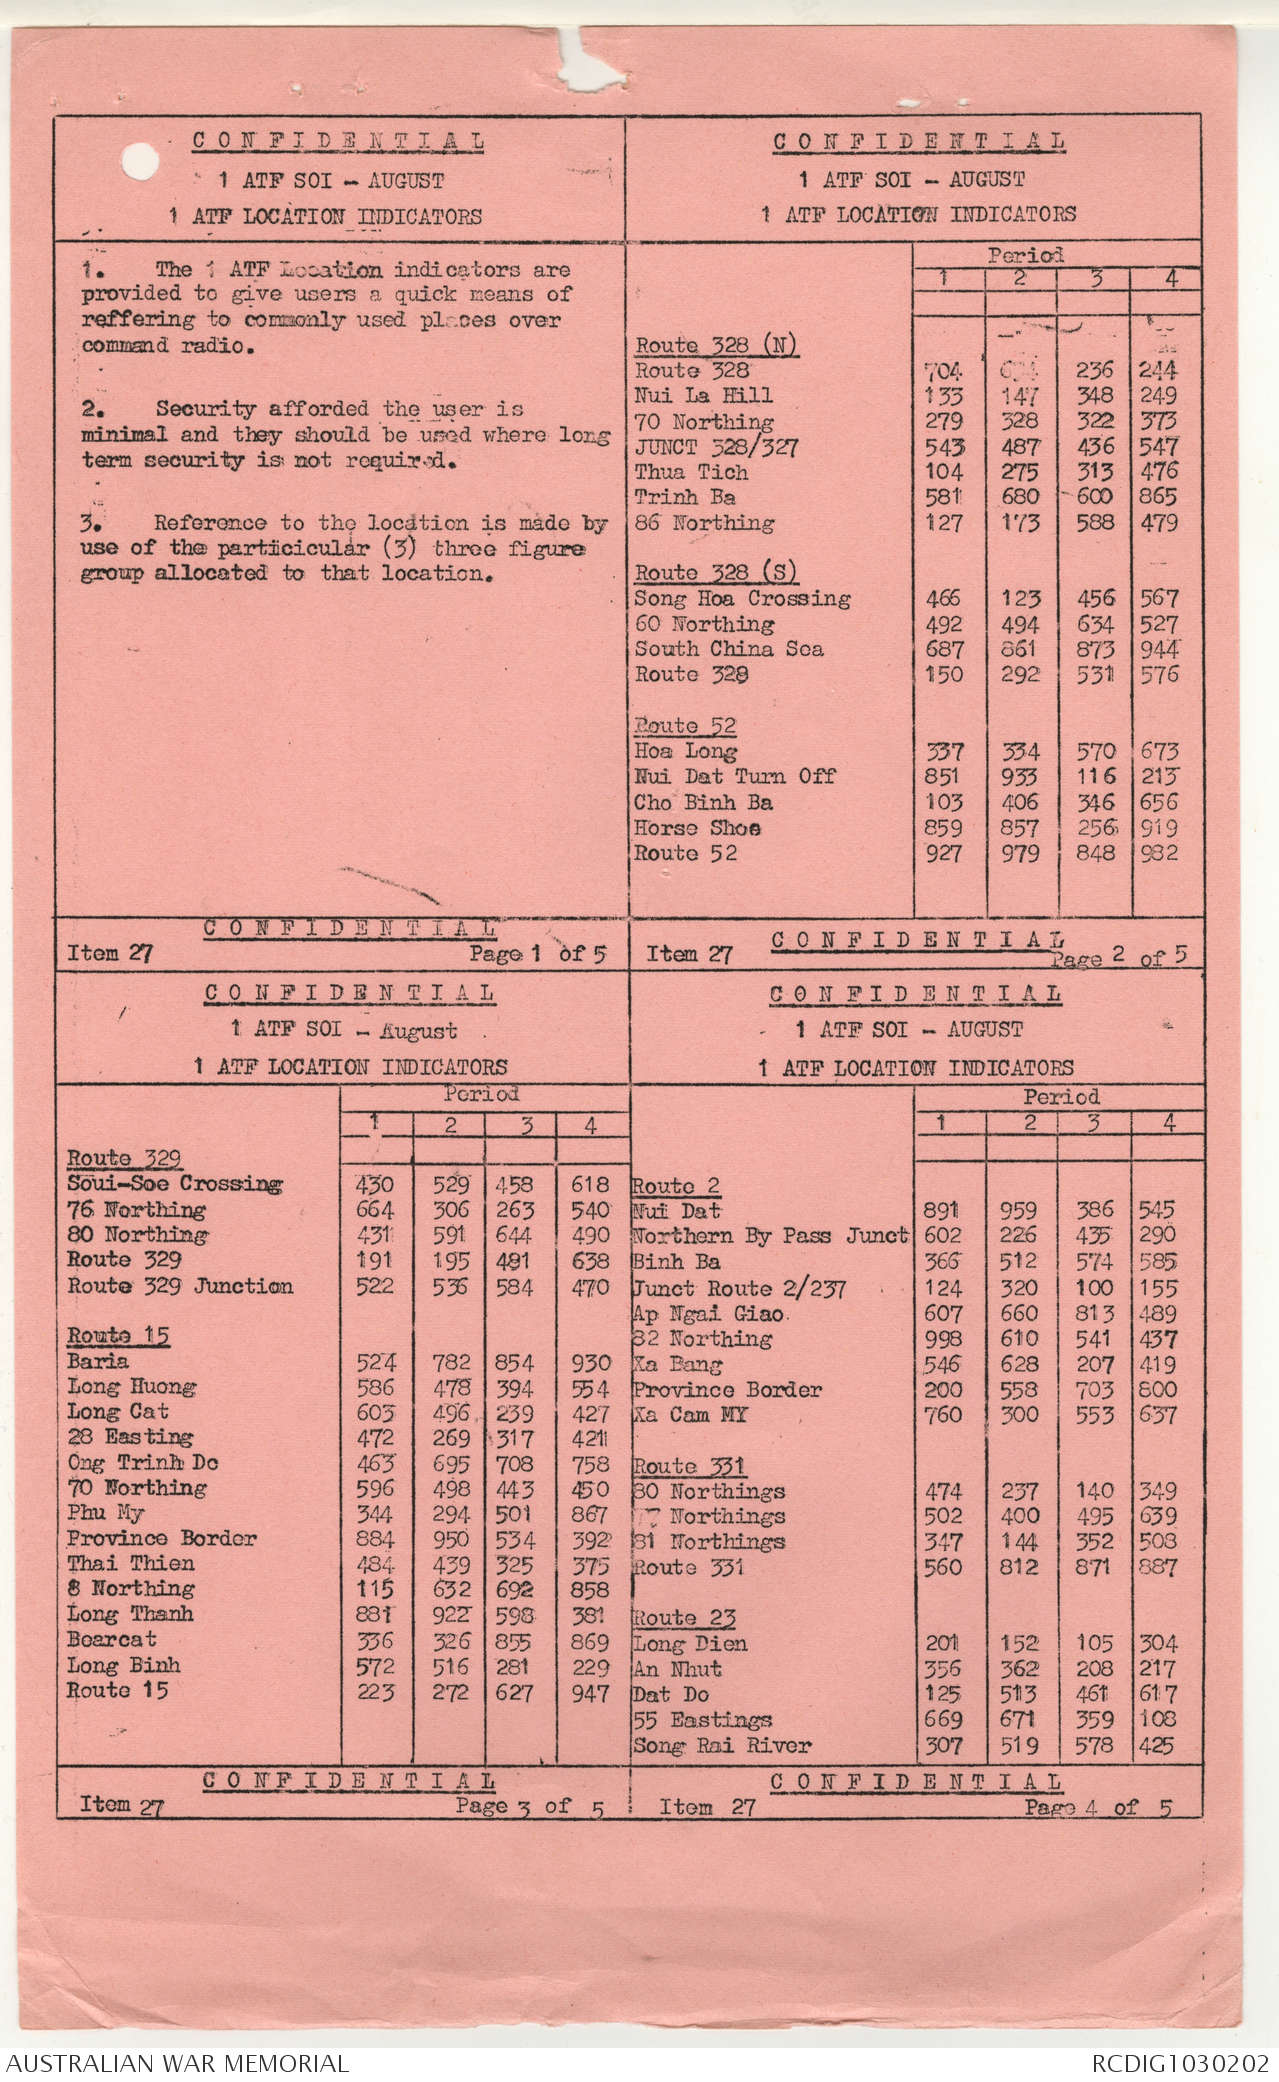 C O N F I D E N T I A L
1 ATF SOI - AUGUST
1 ATF LOCATION INDICATORS
1. The 1 ATF Location indicators are
provided to give users a quick means of
reffering to commonly used places over
command radio.
2. Security afforded the user is
minimal and they should be used where long
term security is not required.
3. Reference to the location is made by
use of the particicular (3) three figure
group allocated to that location.
C O N F I D E N T I A L
Item 27 Page 1 of 5
C O N F I D E N T I A L
1 ATF SOI - AUGUST
1 ATF LOCATION INDICATORS
Period
1 2 3 4
Route 328 (N)
Route 328 704 236 244
Nui La Hill 133 147 348 249
70 Northing 279 328 322 373
JUNCT 328/327 543 487 436 547
Thua Tich 104 275 313 476
Trinh Ba 581 680 600 865
86 Northing 127 173 588 479
Route 328 (S)
Song Hoa Crossing 466 123 456 567
60 Northing 492 494 634 527
South China Sea 687 861 873 944
Route 328 150 292 531 576
Route 52
Hoa Long 337 334 570 673
Nui Dat Turn Off 851 933 116 213
Cho Binh Ba 103 406 346 656
Horse Shoe 859 857 256 919
Route 52 927 979 848 982
C O N F I D E N T I A L
Item 27 Page 2 of 5
C O N F I D E N T I A L
1 ATF SOI - August
1 ATF LOCATION INDICATORS
Period
1 2 3 4
Route 329
Soui-Soe Crossing 430 529 458 618
76 Northing 664 306 263 540
80 Northing 431 591 644 490
Route 329 191 195 481 638
Route 329 Junction 522 536 584 470
Route 15
Baria 524 782 854 930
Long Huong 586 478 394 554
Long Cat 603 496 239 427
28 Easting 472 269 317 421
Ong Trinh Do 463 695 708 758
70 Northing 596 498 443 450
Phu My 344 294 501 867
Province Border 884 950 534 392
Thai Thien 484 439 325 375
8 Northing 115 632 692 858
Long Thanh 881 922 598 381
Bearcat 336 326 855 869
Long Binh 572 516 281 229
Route 15 223 272 627 947
C O N F I D E N T I A L
Item 27 Page 3 of 5
C O N F I D E N T I A L
1 ATF SOI - AUGUST
1 ATF LOCATION INDICATORS
Period
1 2 3 4
Route 2
Nui Dat 891 959 386 545
Northern By Pass Junct 602 226 435 290
Binh Ba 366 512 574 585
Junct Route 2/237 124 320 100 155
Ap Ngai Giao 607 660 813 489
82 Northing 998 610 541 437
Xa Bang 546 628 207 419
Province Border 200 558 703 800
Xa Cam MY 760 300 553 637
Route 331
80 Northings 474 237 140 349
77 Northings 502 400 495 639
81 Northings 347 144 352 508
Route 331 560 812 871 887
Route 23
Long Dien 201 152 105 304
An Nhut 356 362 208 217
Dat Do 125 513 461 617
55 Eastings 669 671 359 108
Song Rai River 307 519 578 425
C O N F I D E N T I A L
Item 27 Page 4 of 5
AUSTRALIAN WAR MEMORIAL RCDIG1030202